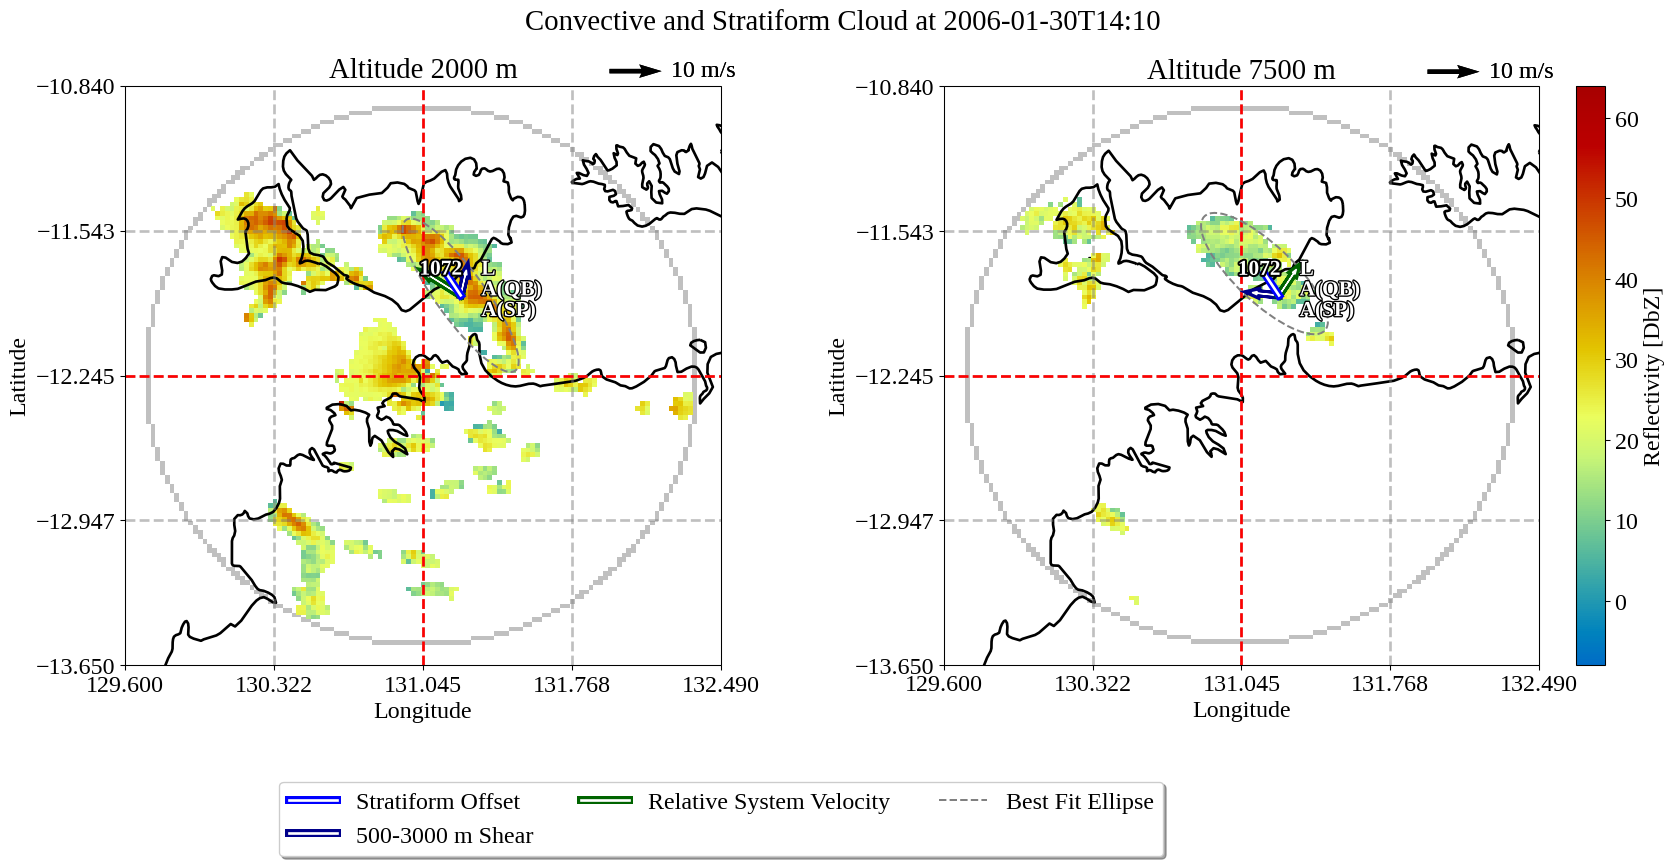 Convective and Stratiform Cloud at 2006-01-30T14:10
Altitude 2000 m
10 m/s
−10.840
−11.543
−12.245
−12.947
−13.650
Latitude
1072
L
A(QB)
A(SP)
129.600
130.322
131.045
131.768
132.490
Longitude
Altitude 7500 m
10 m/s
−10.840
−11.543
−12.245
−12.947
−13.650
Latitude
1072
L
A(QB)
A(SP)
129.600
130.322
131.045
131.768
132.490
Longitude
60
50
40
30
20
10
0
Reflectivity [DbZ]
Stratiform Offset
500-3000 m Shear
Relative System Velocity
Best Fit Ellipse